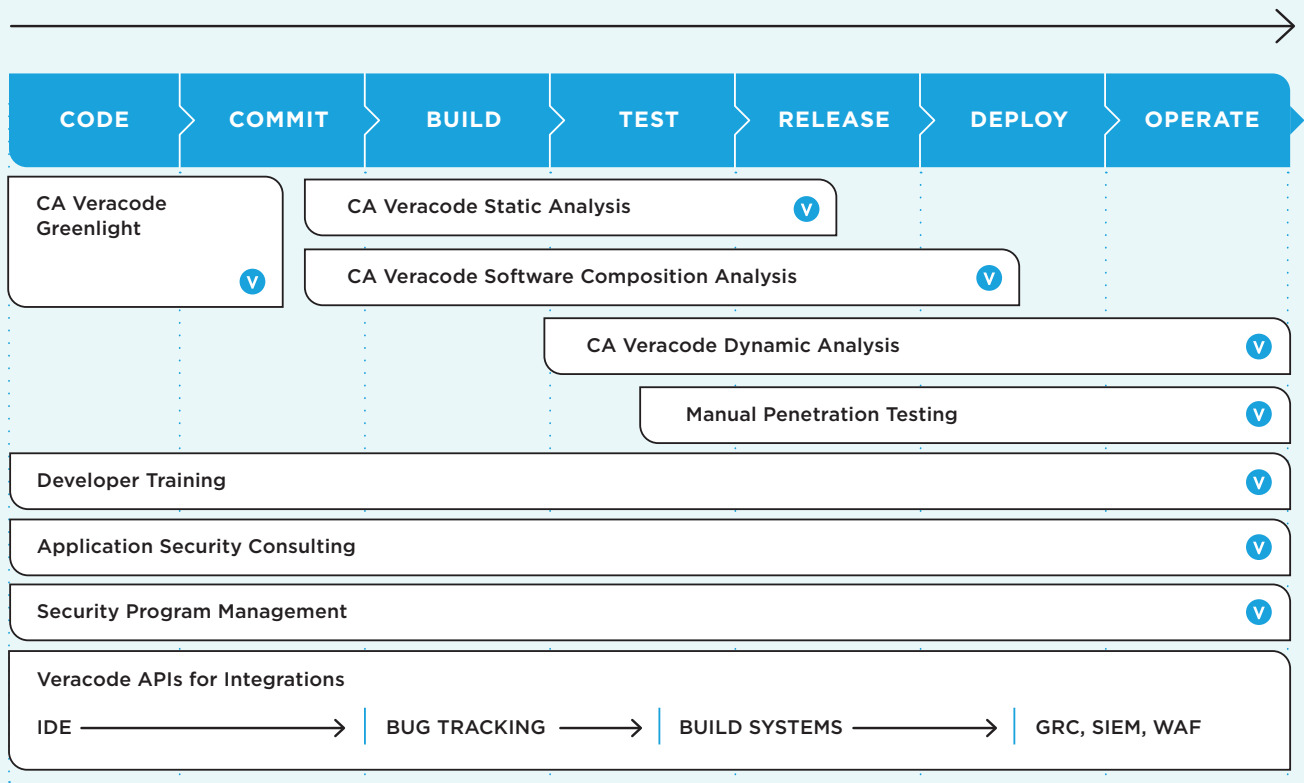 CODE COMMIT BUILD TEST RELEASE DEPLOY OPERATE
CA Veracode
Greenlight
V
CA Veracode Static Analysis V
CA Veracode Software Composition Analysis V
CA Veracode Dynamic Analysis V
Manual Penetration Testing V
Developer Training V
Application Security Consulting V
Security Program Management V
Veracode APIs for Integrations
IDE BUG TRACKING BUILD SYSTEMS GRC, SIEM, WAF